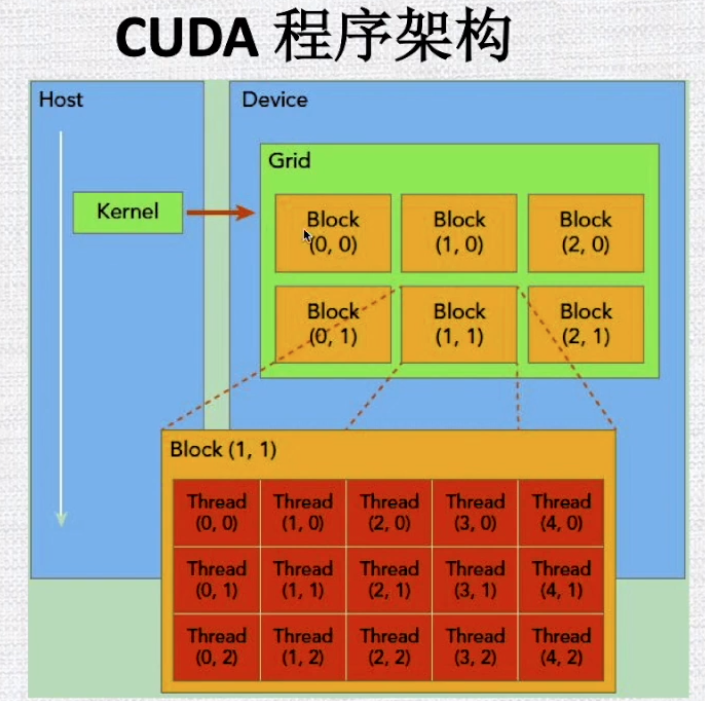 CUDA 程序架构
Host
Device
Grid
Kernel
Block
(0, 0)
Block
(1, 0)
Block
(2, 0)
Block
(0, 1)
Block
(1, 1)
Block
(2, 1)
Block (1, 1)
Thread
(0, 0)
Thread
(1, 0)
Thread
(2, 0)
Thread
(3, 0)
Thread
(4, 0)
Thread
(0, 1)
Thread
(1, 1)
Thread
(2, 1)
Thread
(3, 1)
Thread
(4, 1)
Thread
(0, 2)
Thread
(1, 2)
Thread
(2, 2)
Thread
(3, 2)
Thread
(4, 2)